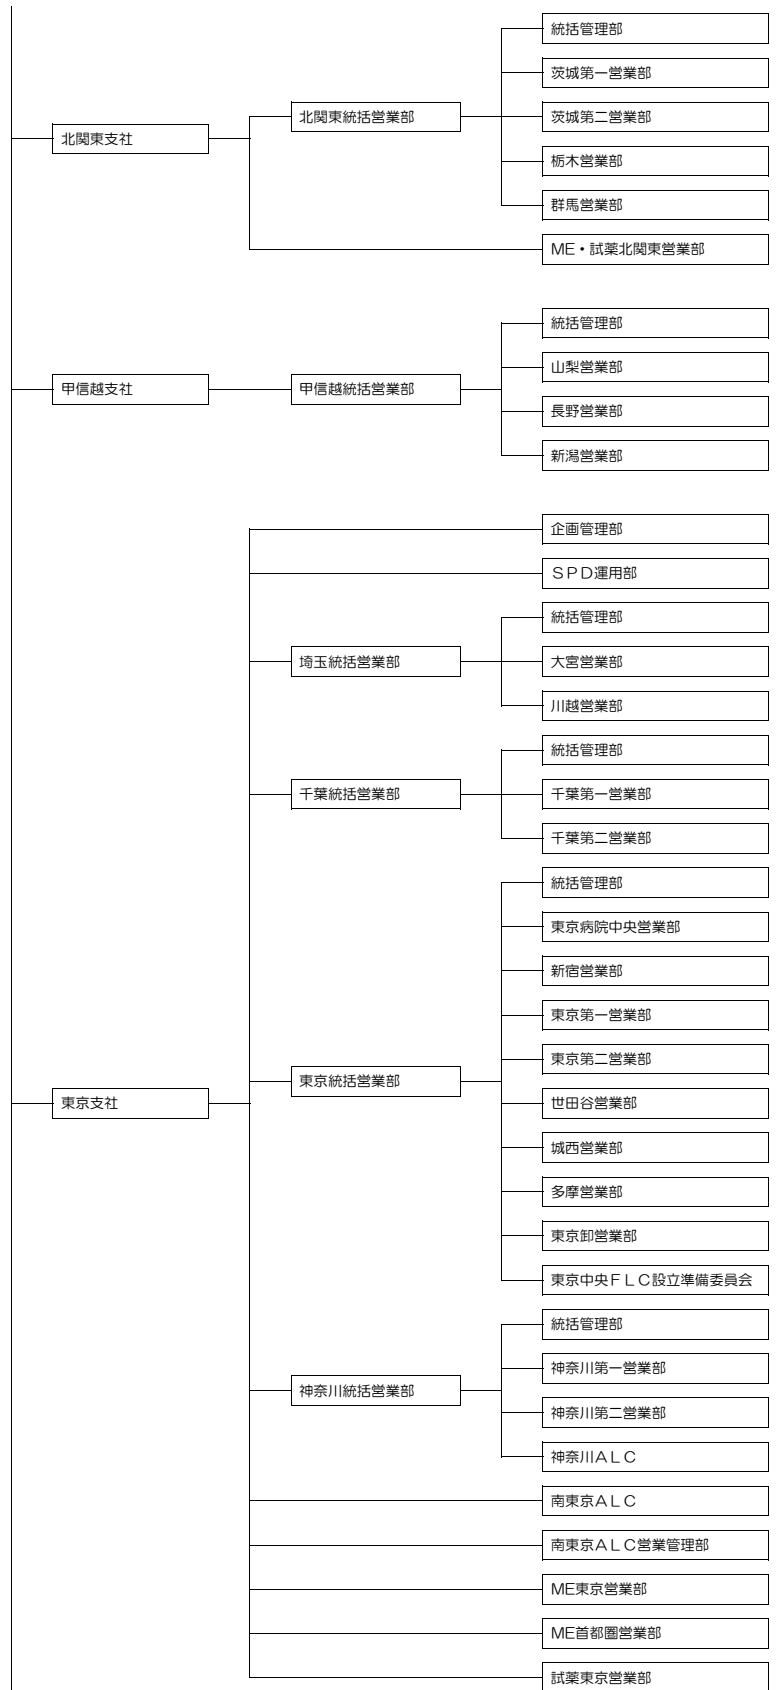 統括管理部
茨城第一営業部
北関東統括営業部
茨城第二営業部
北関東支社
栃木営業部
群馬営業部
ME・試薬北関東営業部
統括管理部
山梨営業部
甲信越支社
甲信越統括営業部
長野営業部
新潟営業部
企画管理部
ＳＰＤ運用部
統括管理部
埼玉統括営業部
大宮営業部
川越営業部
統括管理部
千葉統括営業部
千葉第一営業部
千葉第二営業部
統括管理部
東京病院中央営業部
新宿営業部
東京第一営業部
東京第二営業部
東京統括営業部
東京支社
世田谷営業部
城西営業部
多摩営業部
東京卸営業部
東京中央ＦＬＣ設立準備委員会
統括管理部
神奈川第一営業部
神奈川統括営業部
神奈川第二営業部
神奈川ＡＬＣ
南東京ＡＬＣ
南東京ＡＬＣ営業管理部
ME東京営業部
ME首都圏営業部
試薬東京営業部